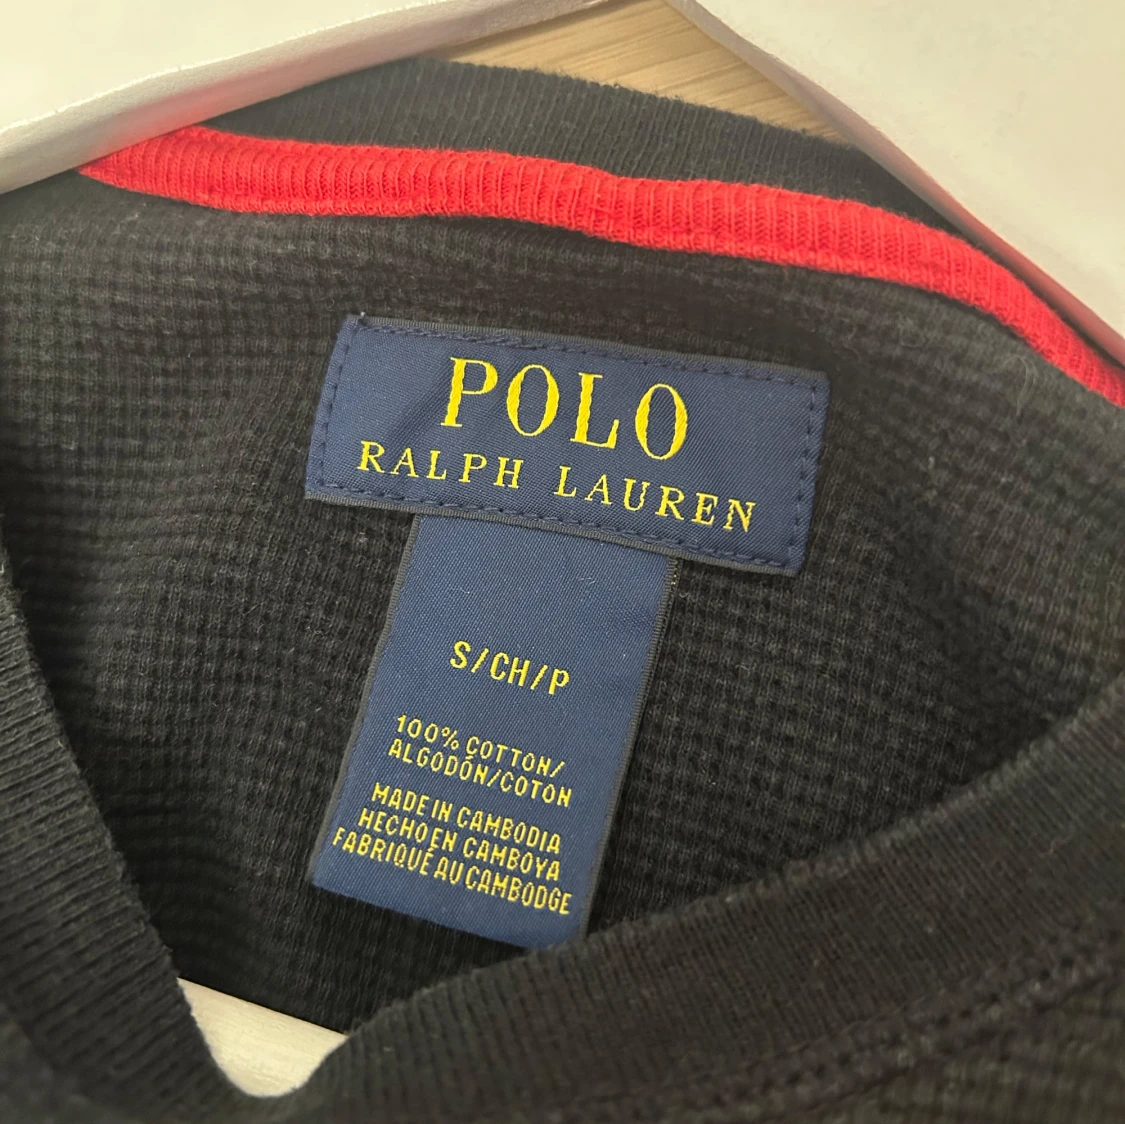 POLO
RALPH LAUREN
S/CH/P
100% COTTON/
ALGODÓN/COTON
MADE IN CAMBODIA
HECHO EN CAMBOYA
FABRIQUÉ AU CAMBODGE